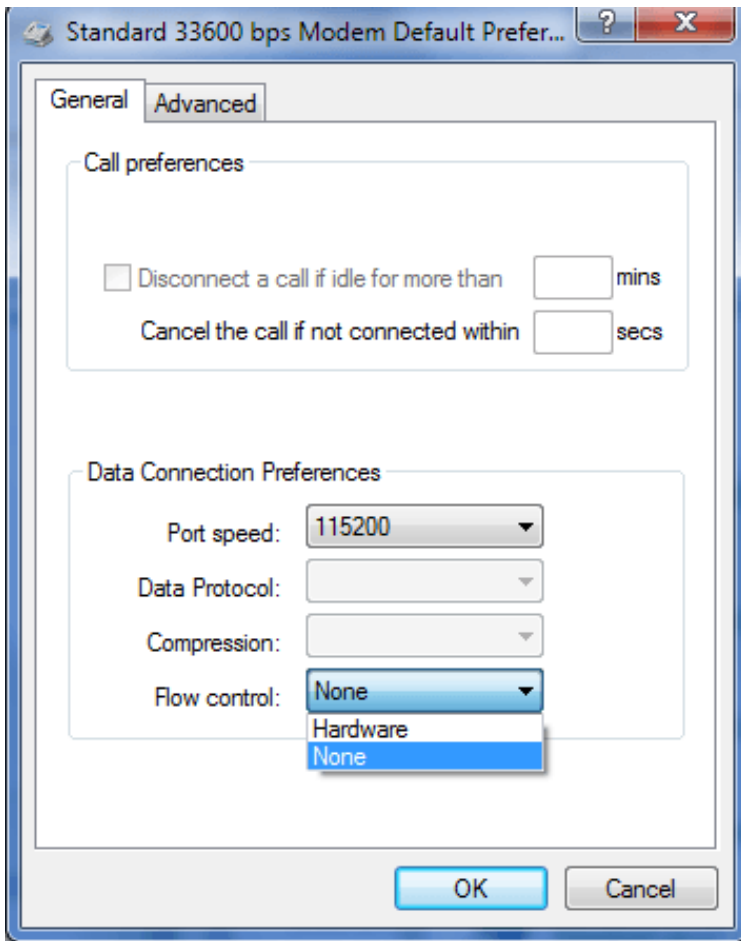 Standard 33600 bps Modem Default Prefer... ? X
General Advanced
Call preferences
Disconnect a call if idle for more than mins
Cancel the call if not connected within secs
Data Connection Preferences
Port speed: 115200
Data Protocol:
Compression:
Flow control: None
Hardware
None
OK Cancel